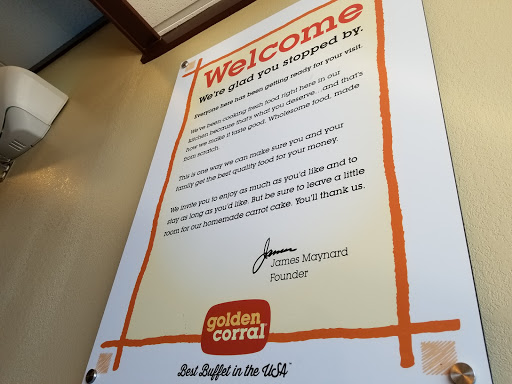 Welcome
We're glad you stopped by.
Everyone here has been getting ready for your visit.
We've been cooking fresh food right here in our
kitchen because that's what you deserve...and that's
how we make it taste good. Wholesome food, made
from scratch.
This is one way we can make sure you and your
family get the best quality food for your money.
We invite you to enjoy as much as you'd like and to
stay as long as you'd like. But be sure to leave a little
room for our homemade carrot cake. You'll thank us.
James
James Maynard
Founder
golden
corral™
Best Buffet in the USA™